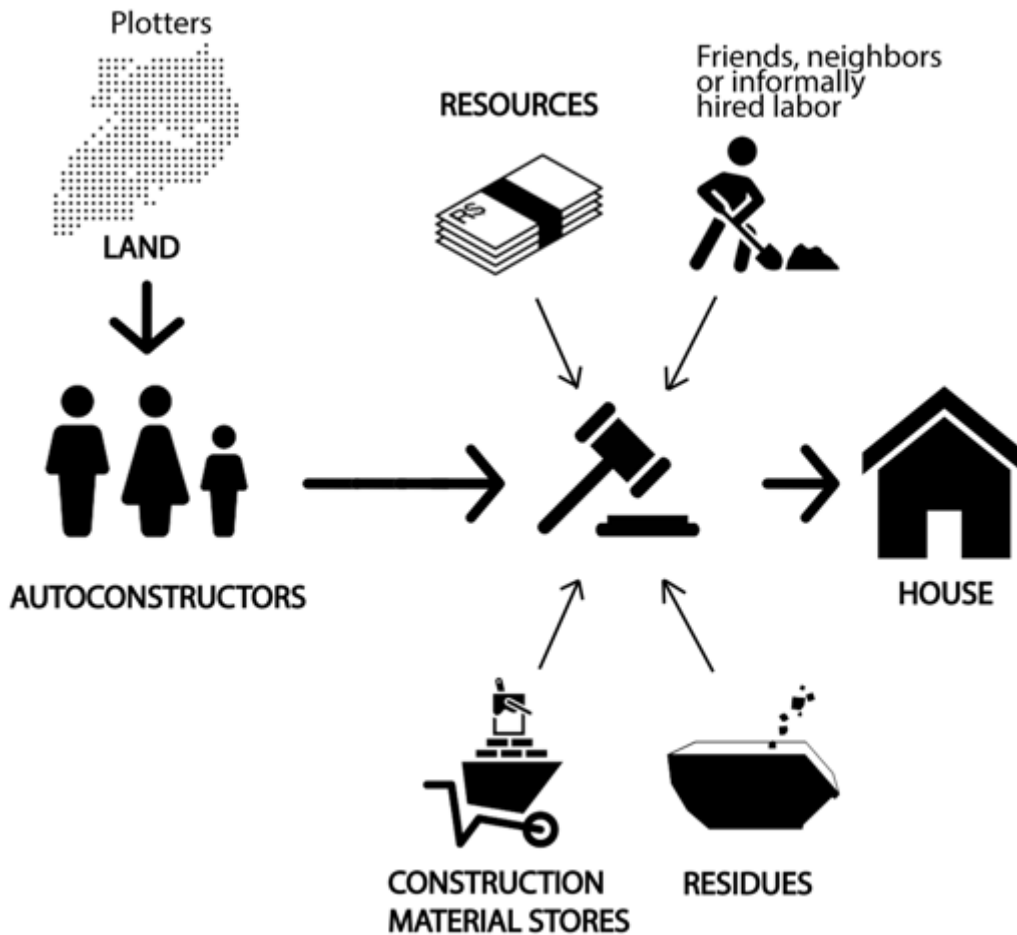 Plotters
LAND
RESOURCES
RS
Friends, neighbors
or informally
hired labor
AUTOCONSTRUCTORS
HOUSE
CONSTRUCTION
MATERIAL STORES
RESIDUES